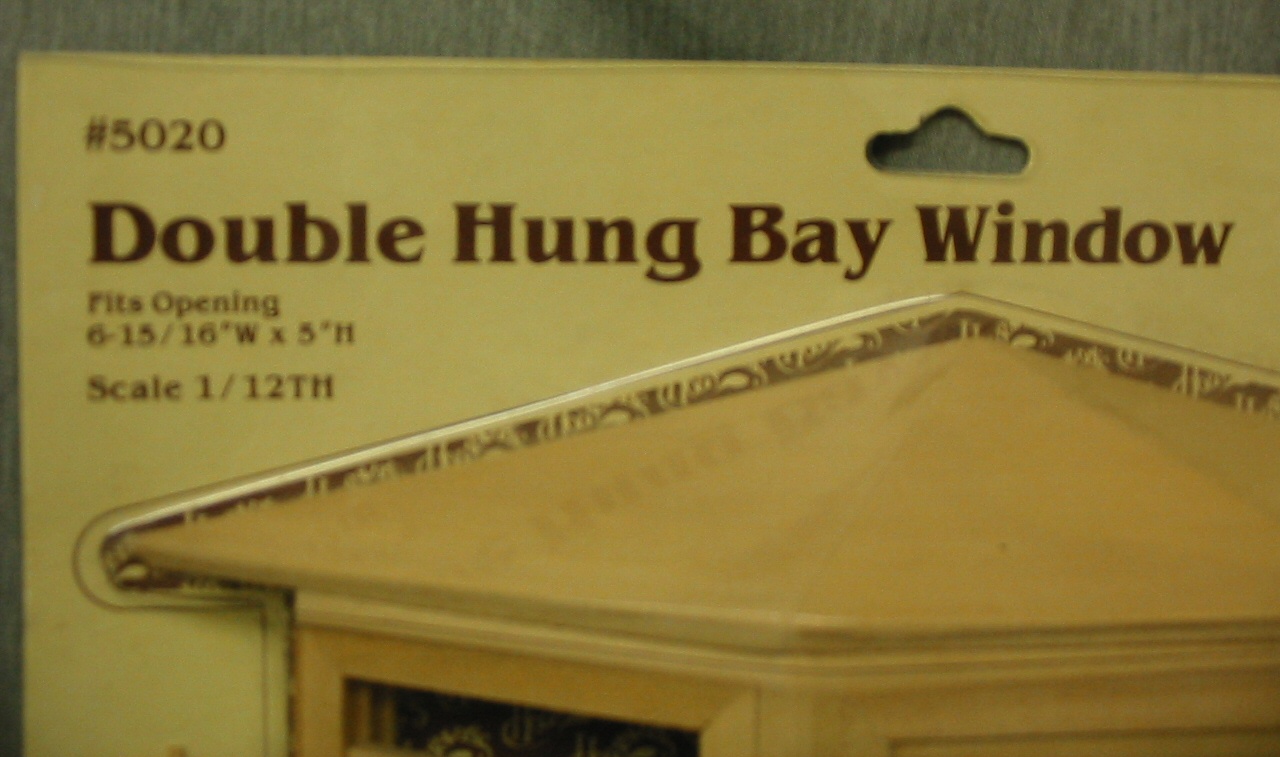 #5020
Double Hung Bay Window
Fits Opening
6-15/16"W x 5"H
Scale 1/12TH